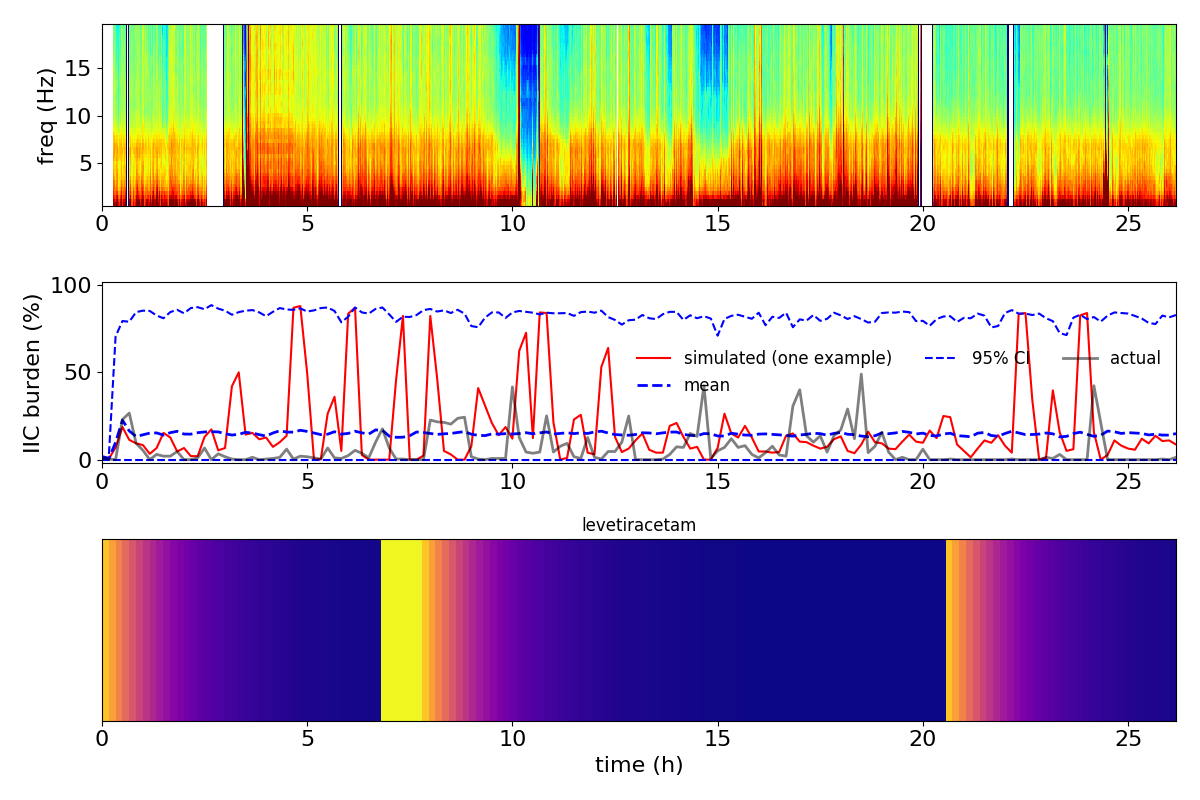 freq (Hz)
15
10
5
0 5 10 15 20 25
IIC burden (%)
100
50
0
simulated (one example) 95% CI actual
mean
0 5 10 15 20 25
levetiracetam
0 5 10 15 20 25
time (h)